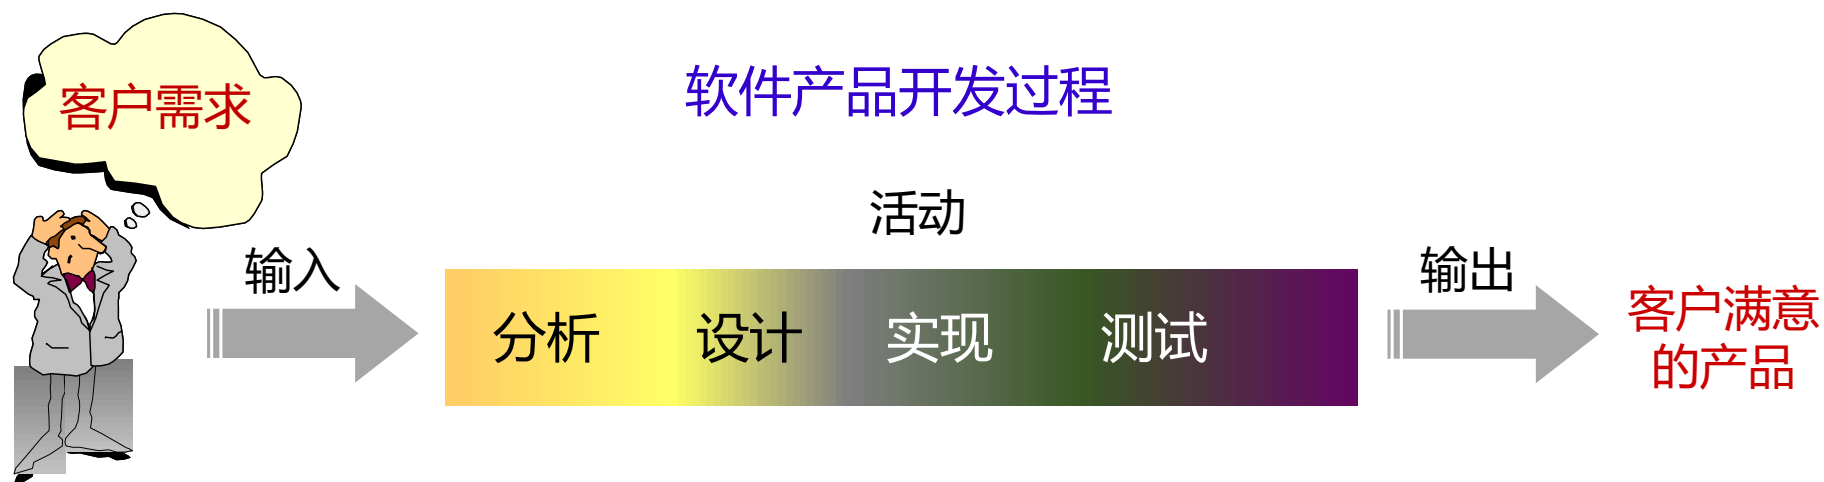 客户需求
软件产品开发过程
活动
输入
分析 设计 实现 测试
输出
客户满意
的产品